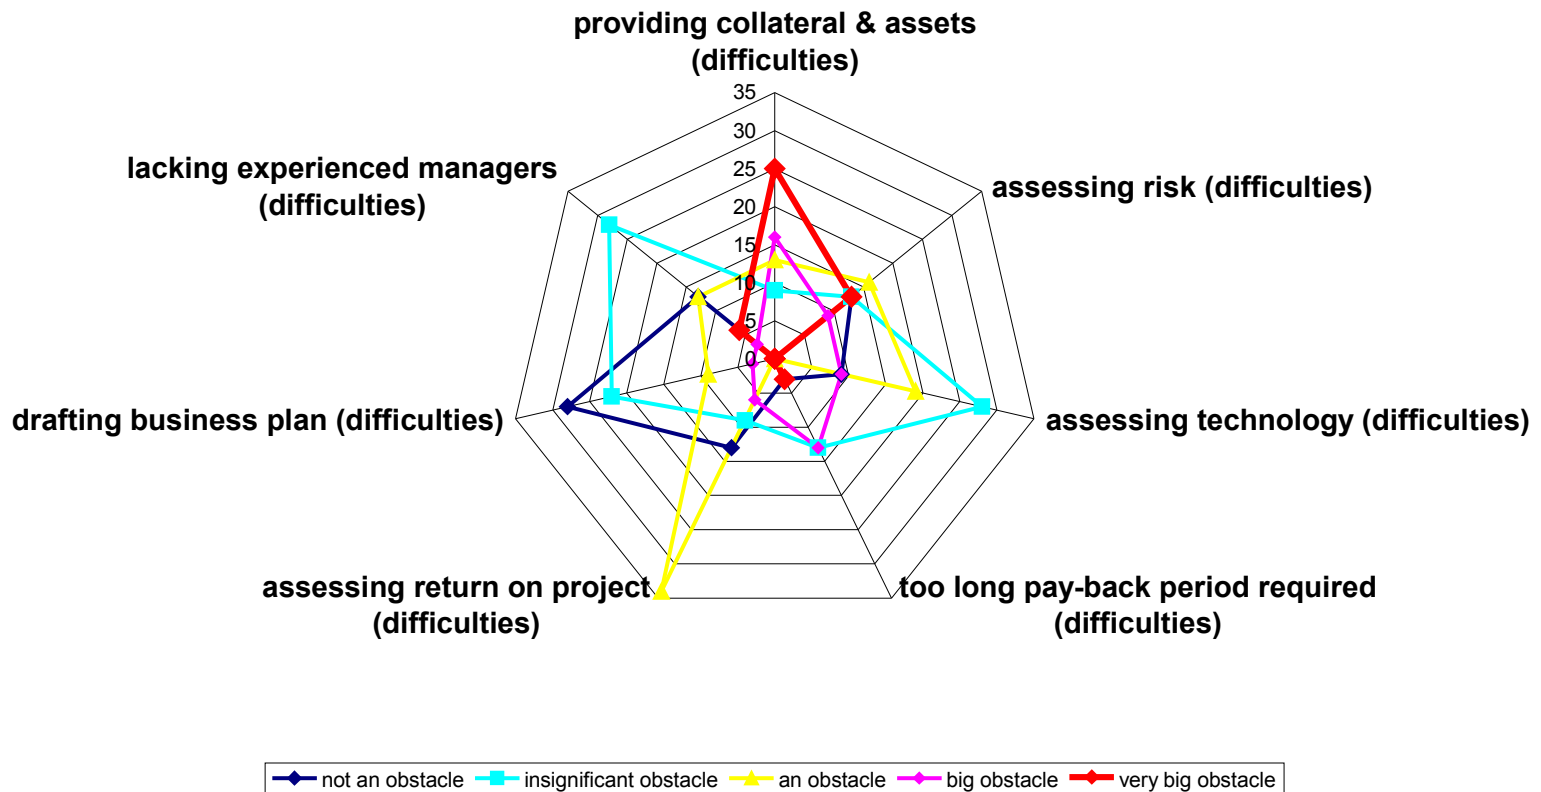 providing collateral & assets
(difficulties)
35
30
25
20
15
10
5
0
lacking experienced managers
(difficulties)
assessing risk (difficulties)
drafting business plan (difficulties)
assessing technology (difficulties)
assessing return on project
(difficulties)
too long pay-back period required
(difficulties)
not an obstacle
insignificant obstacle
an obstacle
big obstacle
very big obstacle